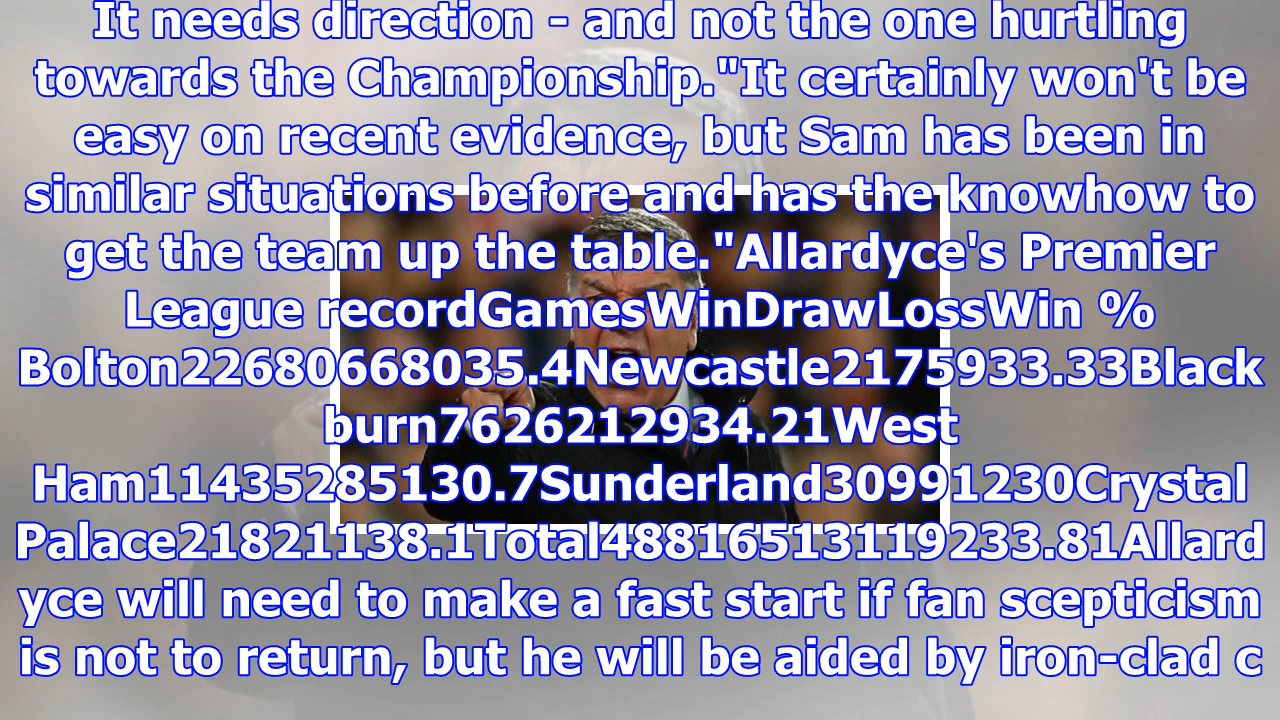 It needs direction - and not the one hurtling
towards the Championship."It certainly won't be
easy on recent evidence, but Sam has been in
similar situations before and has the knowhow to
get the team up the table."Allardyce's Premier
League recordGamesWinDrawLossWin %
Bolton22680668035.4Newcastle2175933.33Black
burn7626212934.21West
Ham11435285130.7Sunderland30991230Crystal
Palace21821138.1Total48816513119233.81Allard
yce will need to make a fast start if fan scepticism
is not to return, but he will be aided by iron-clad c